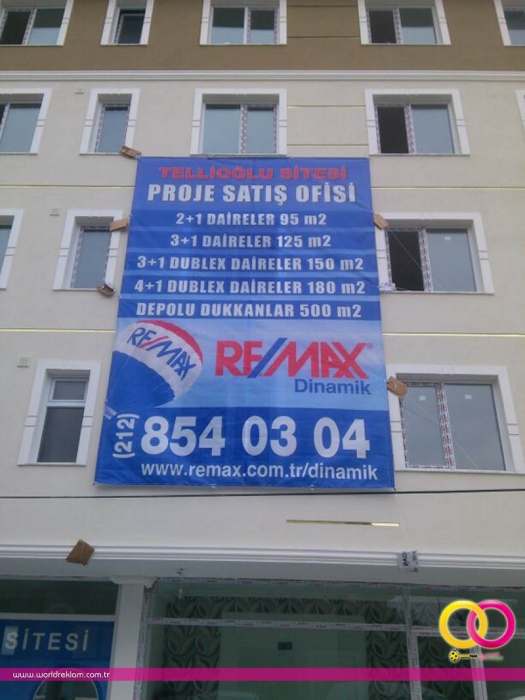 TELLİOĞLU SİTESİ
PROJE SATIŞ OFİSİ
2+1 DAİRELER 95 m2
3+1 DAİRELER 125 m2
3+1 DUBLEX DAİRELER 150 m2
4+1 DUBLEX DAİRELER 180 m2
DEPOLU DUKKANLAR 500 m2
RE/MAX
RE/MAX®
Dinamik
(212) 854 03 04
www.remax.com.tr/dinamik
SİTESİ
www.worldreklam.com.tr